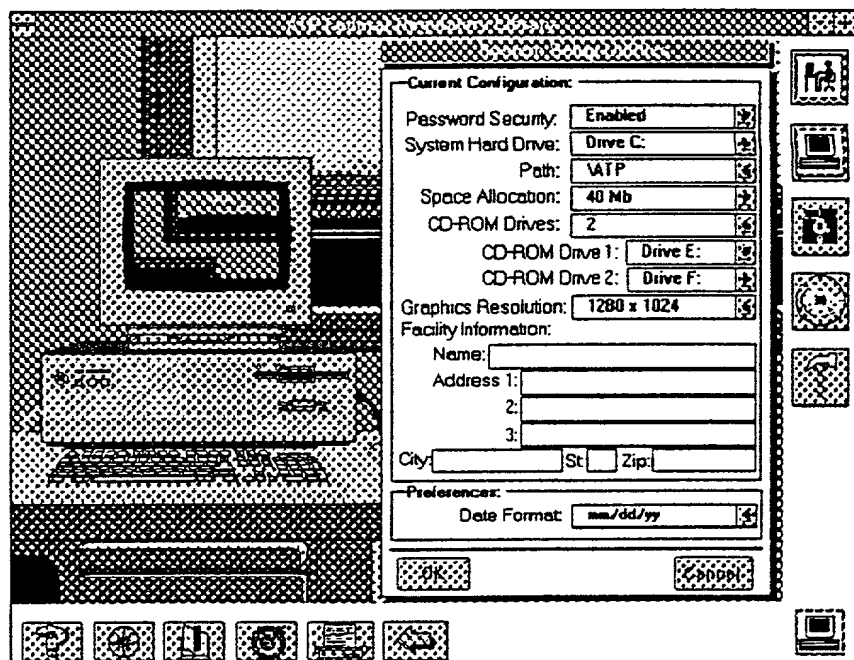 Current Configuration:
Password Security: Enabled
System Hard Drive: Drive C:
Path: \ATP
Space Allocation: 40 Mb
CD-ROM Drives: 2
CD-ROM Drive 1: Drive E:
CD-ROM Drive 2: Drive F:
Graphics Resolution: 1280 x 1024
Facility Information:
Name:
Address 1:
2:
3:
City: St: Zip:
Preferences:
Date Format: mm/dd/yy
OK Cancel